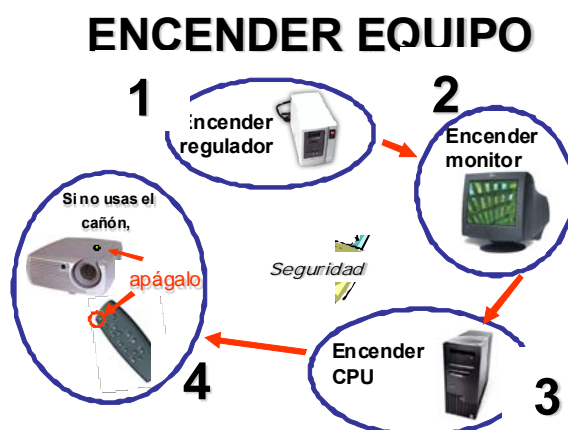 ENCENDER EQUIPO
1
Encender
regulador
2
Encender
monitor
Si no usas el
cañón,
apágalo
Seguridad
Encender
CPU
3
4